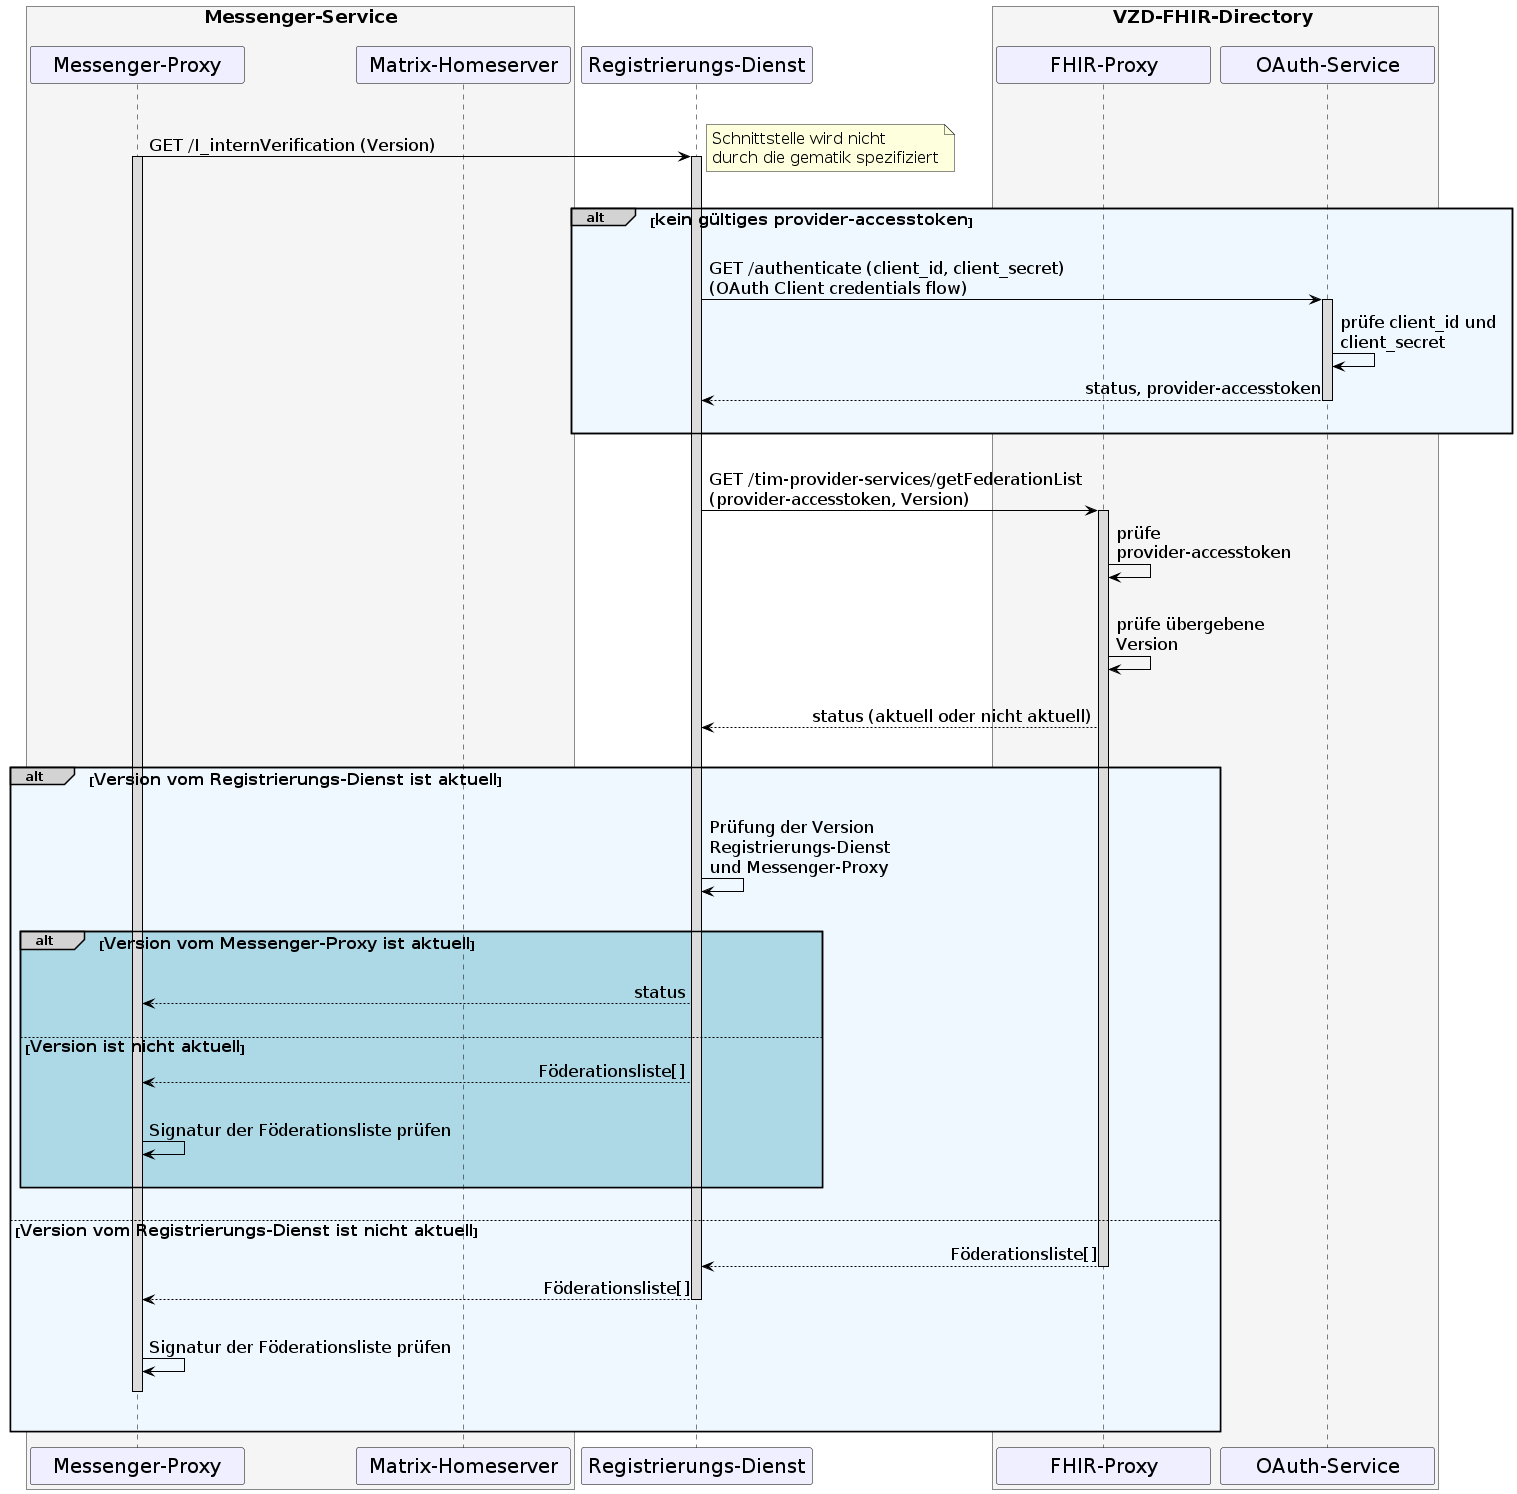 Messenger-Service
VZD-FHIR-Directory
Messenger-Proxy
Matrix-Homeserver
Registrierungs-Dienst
FHIR-Proxy
OAuth-Service
GET /I_internVerification (Version)
Schnittstelle wird nicht
durch die gematik spezifiziert
alt
[kein gültiges provider-accesstoken]
GET /authenticate (client_id, client_secret)
(OAuth Client credentials flow)
prüfe client_id und
client_secret
status, provider-accesstoken
GET /tim-provider-services/getFederationList
(provider-accesstoken, Version)
prüfe
provider-accesstoken
prüfe übergebene
Version
status (aktuell oder nicht aktuell)
alt
[Version vom Registrierungs-Dienst ist aktuell]
Prüfung der Version
Registrierungs-Dienst
und Messenger-Proxy
alt
[Version vom Messenger-Proxy ist aktuell]
status
[Version ist nicht aktuell]
Föderationsliste[]
Signatur der Föderationsliste prüfen
[Version vom Registrierungs-Dienst ist nicht aktuell]
Föderationsliste[]
Föderationsliste[]
Signatur der Föderationsliste prüfen
Messenger-Proxy
Matrix-Homeserver
Registrierungs-Dienst
FHIR-Proxy
OAuth-Service